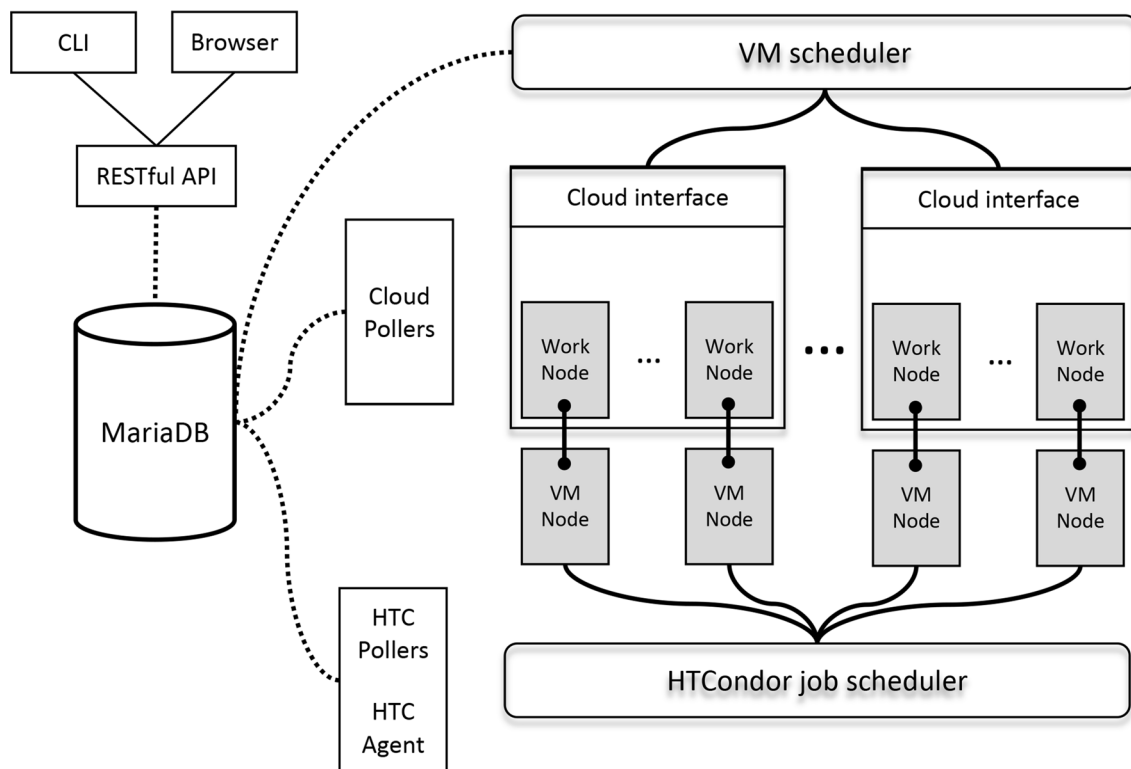 CLI
Browser
RESTful API
MariaDB
Cloud
Pollers
HTC
Pollers
HTC
Agent
VM scheduler
Cloud interface
Cloud interface
Work
Node
...
Work
Node
...
Work
Node
...
Work
Node
VM
Node
VM
Node
VM
Node
VM
Node
HTCondor job scheduler